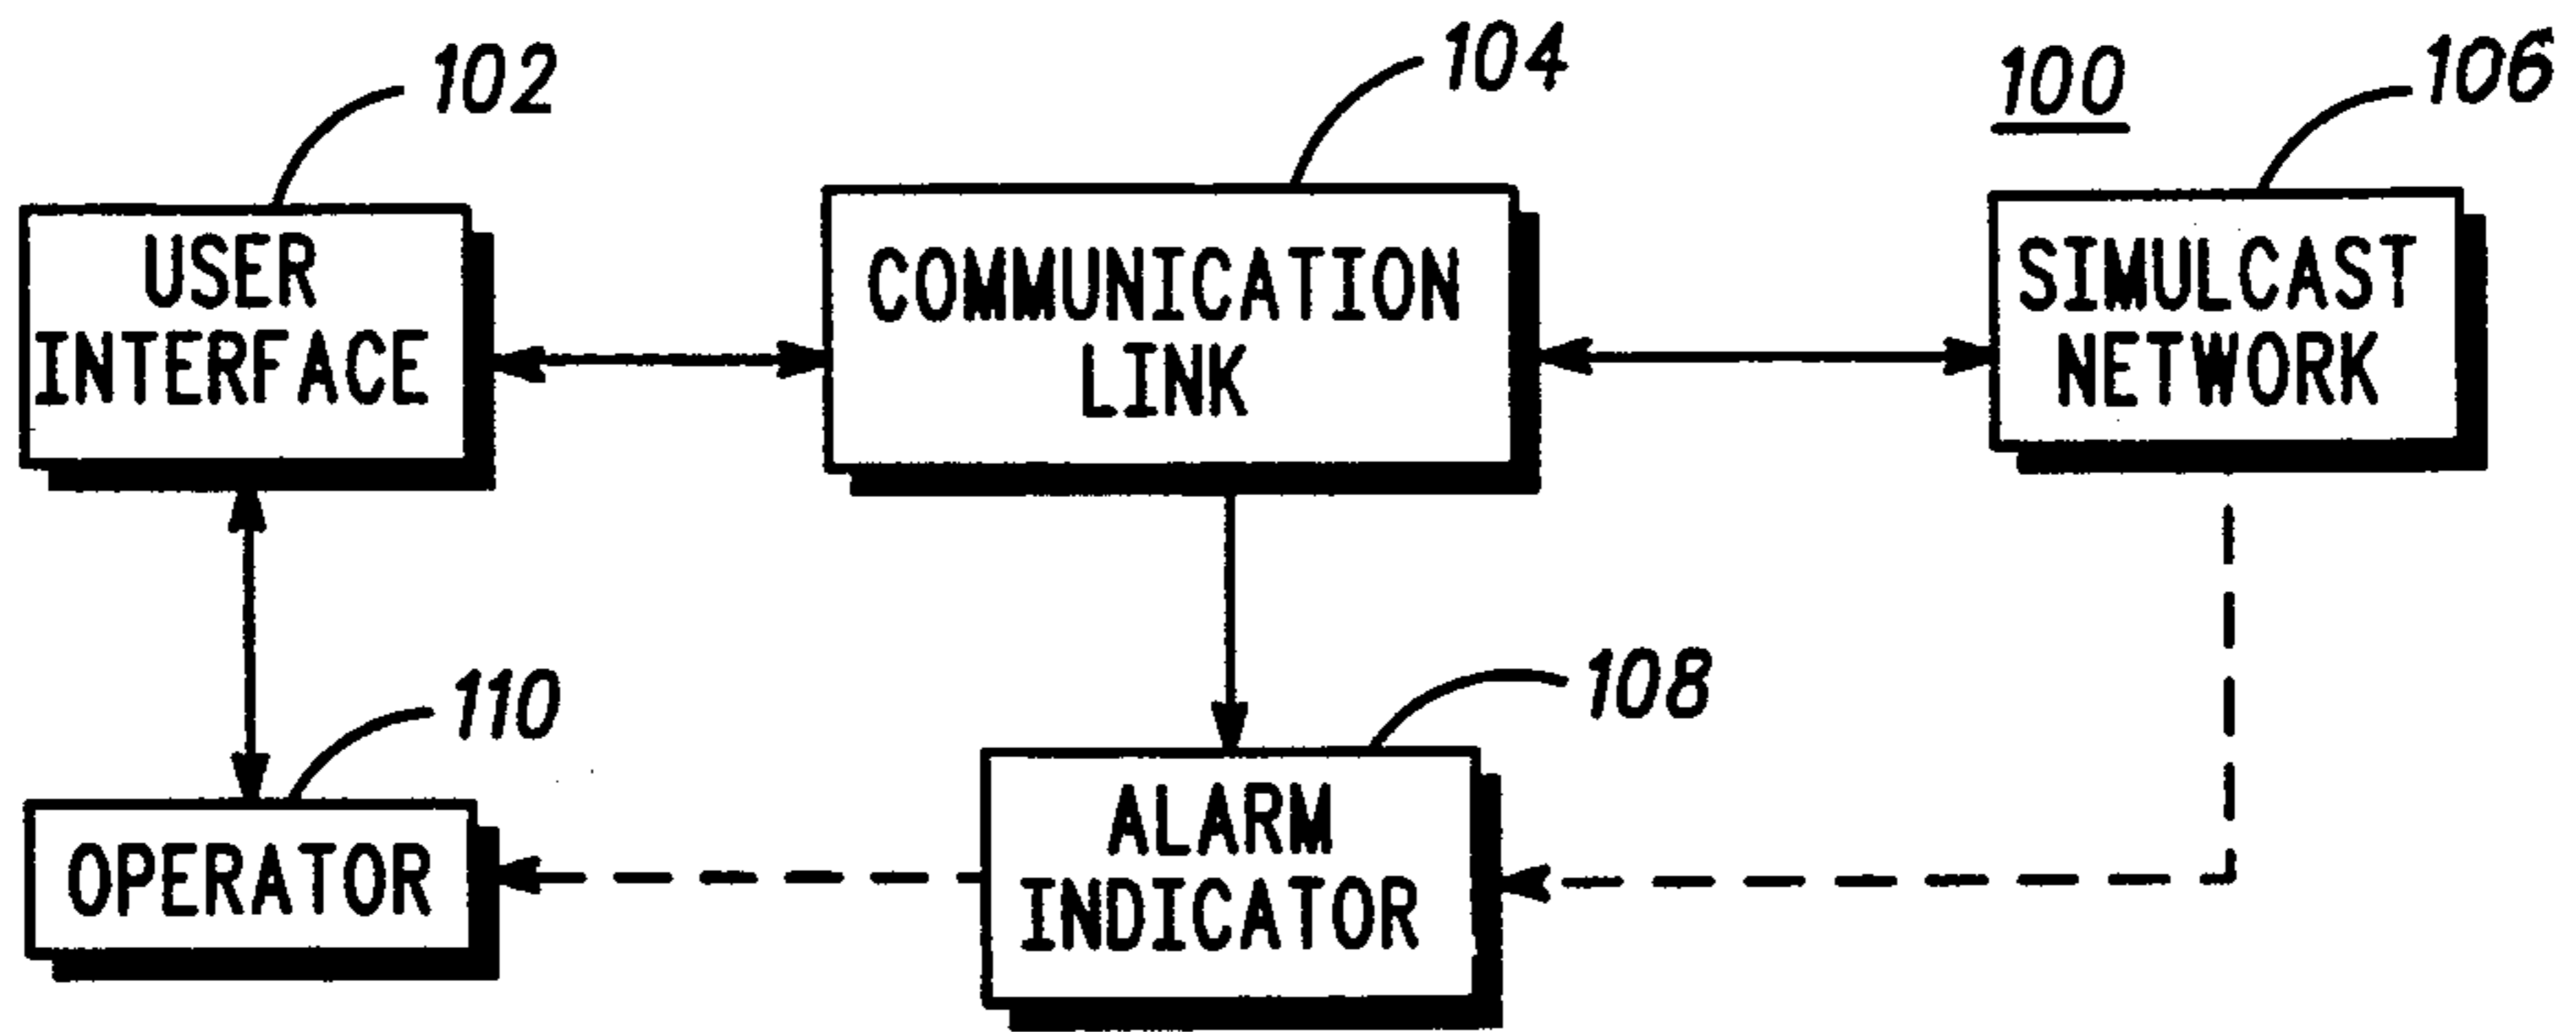 102
104
100
106
USER
INTERFACE
COMMUNICATION
LINK
SIMULCAST
NETWORK
110
108
OPERATOR
ALARM
INDICATOR